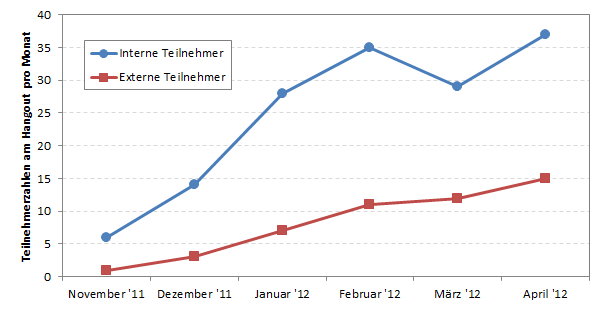 Teilnehmerzahlen am Hangout pro Monat
40
35
30
25
20
15
10
5
0
Interne Teilnehmer
Externe Teilnehmer
November '11 Dezember '11 Januar '12 Februar '12 März '12 April '12